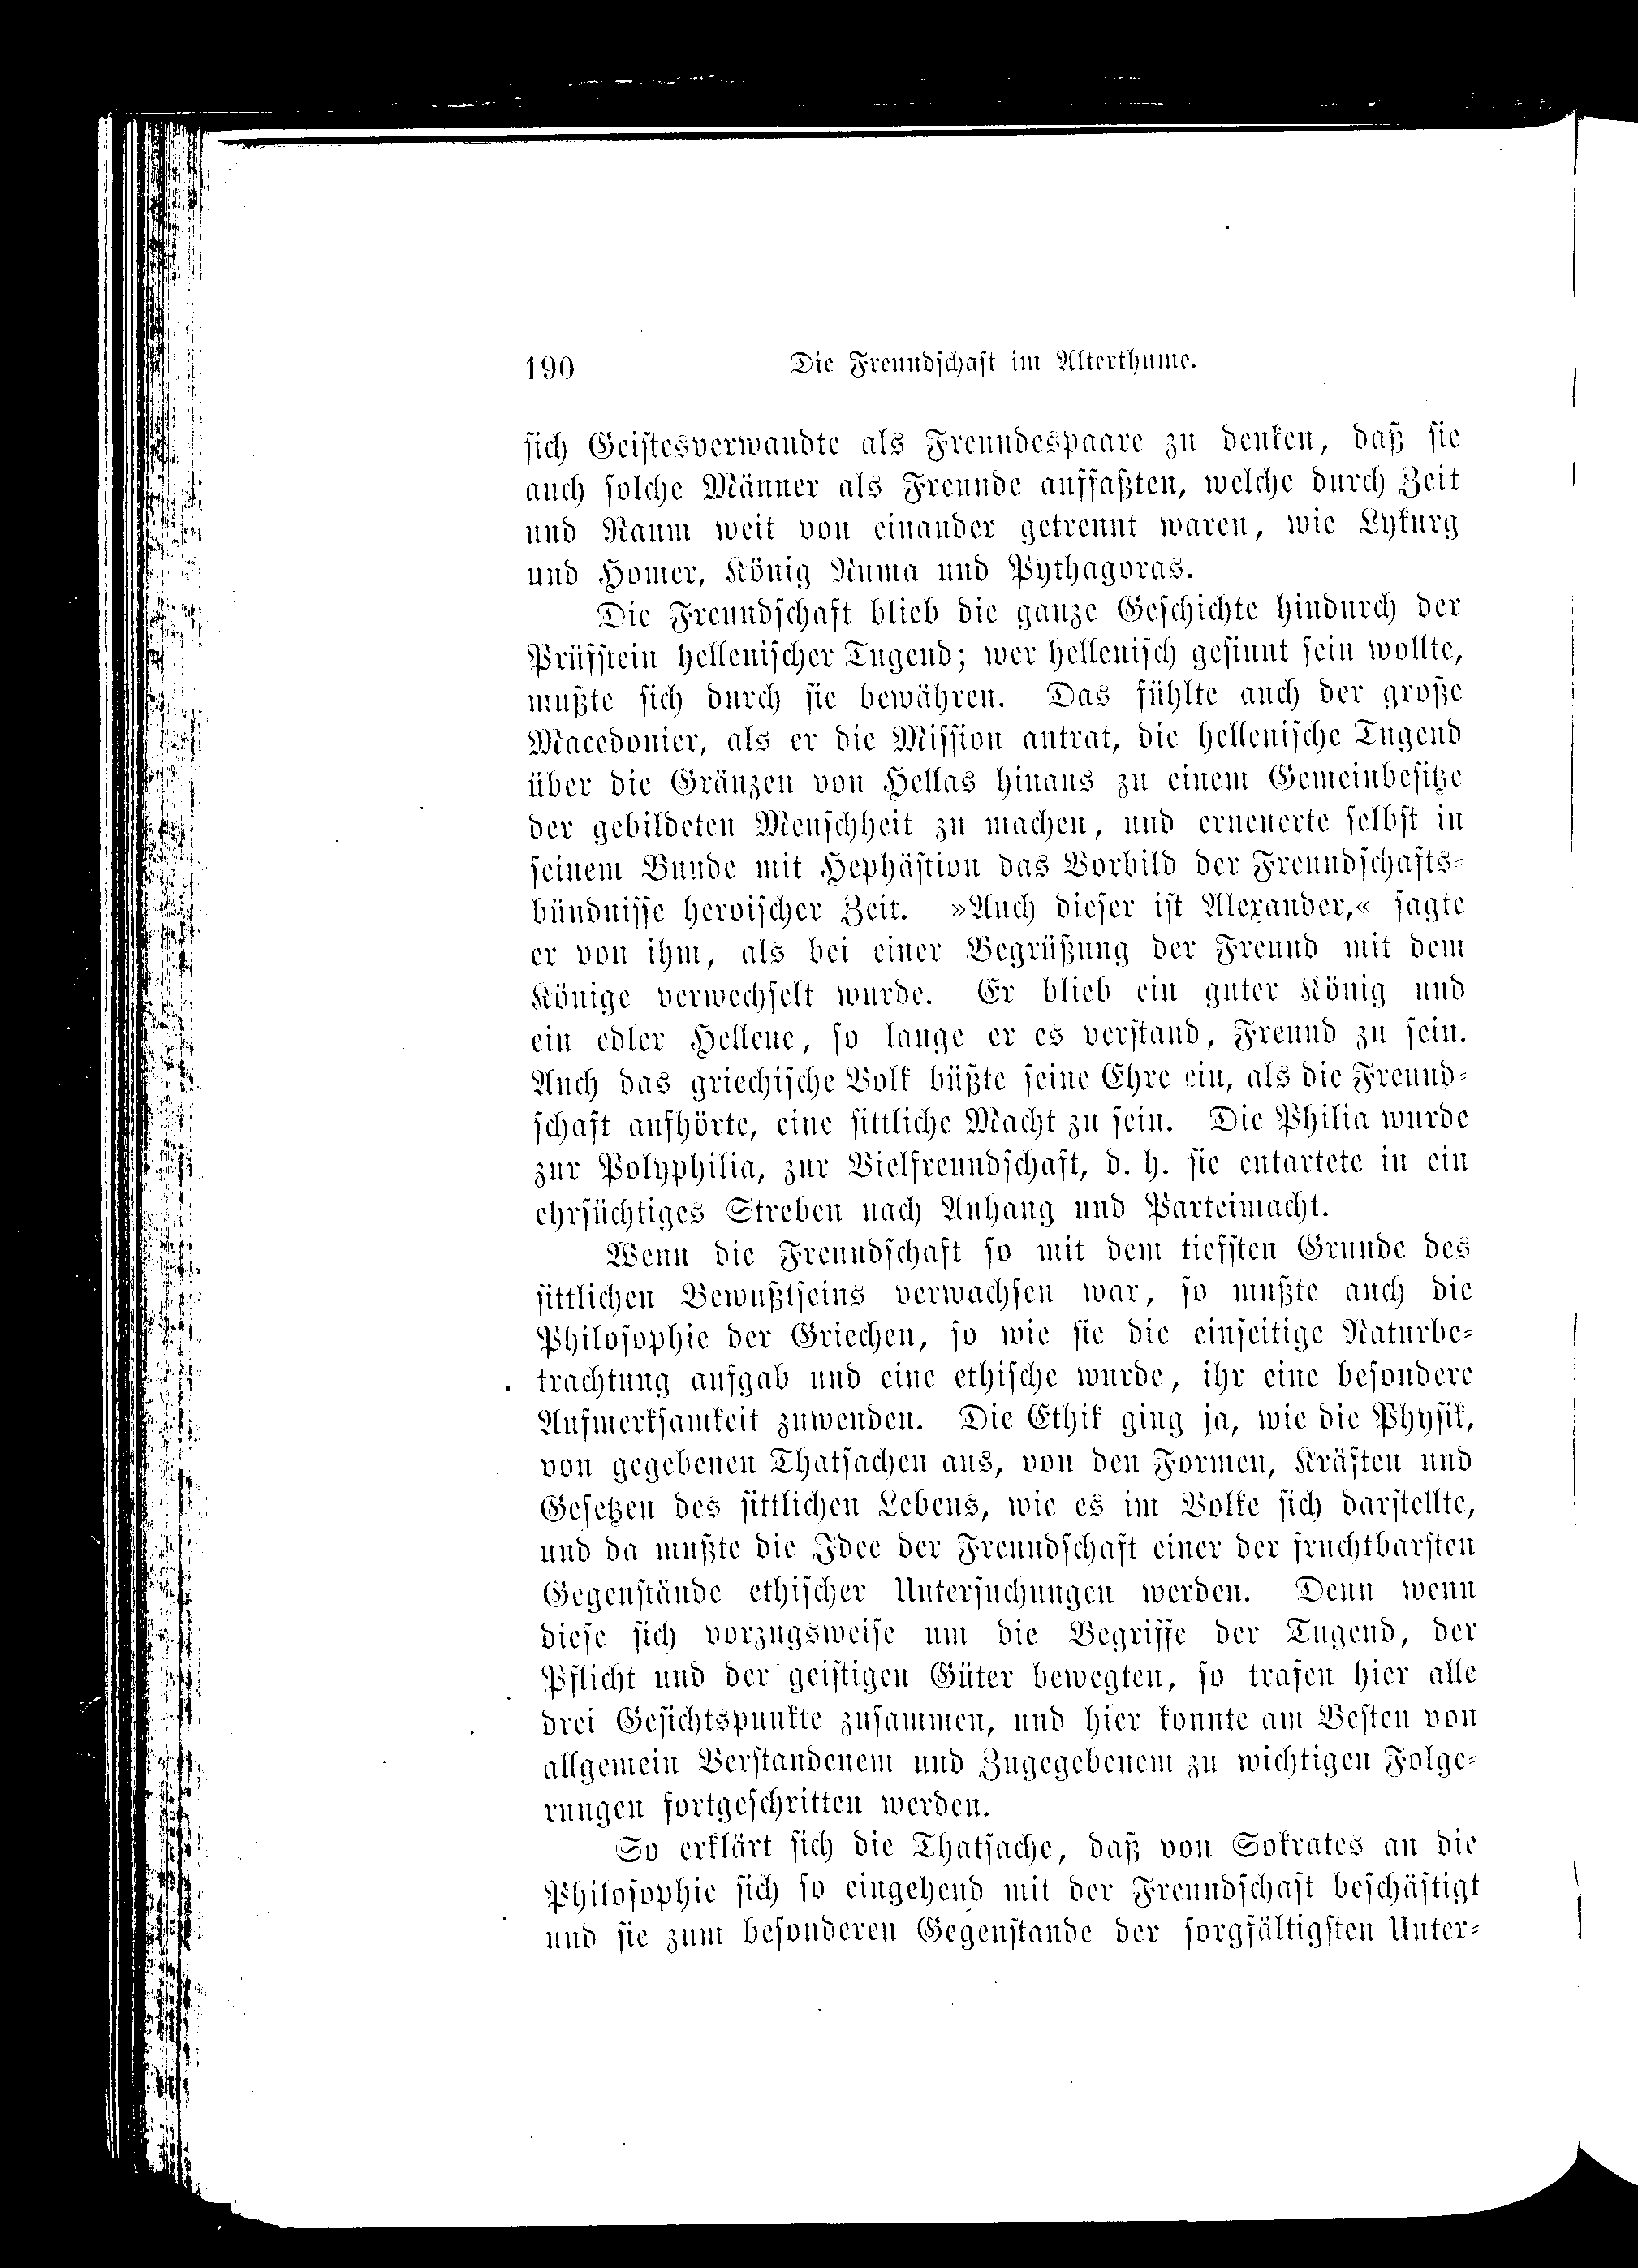 190
Die Freundschaft im Alterthume.
sich Geistesverwandte als Freundespaare zu denken, daß sie
auch solche Männer als Freunde auffaßten, welche durch Zeit
und Raum weit von einander getrennt waren, wie Lykurg
und Homer, König Numa und Pythagoras.
Die Freundschaft blieb die ganze Geschichte hindurch der
Prüfstein hellenischer Tugend; wer hellenisch gesinnt sein wollte,
mußte sich durch sie bewähren. Das fühlte auch der große
Macedonier, als er die Mission antrat, die hellenische Tugend
über die Gränzen von Hellas hinaus zu einem Gemeinbesitze
der gebildeten Menschheit zu machen, und erneuerte selbst in
seinem Bunde mit Hephästion das Vorbild der Freundschafts-
bündnisse heroischer Zeit. »Auch dieser ist Alexander,« sagte
er von ihm, als bei einer Begrüßung der Freund mit dem
Könige verwechselt wurde. Er blieb ein guter König und
ein edler Hellene, so lange er es verstand, Freund zu sein.
Auch das griechische Volk büßte seine Ehre ein, als die Freund-
schaft aufhörte, eine sittliche Macht zu sein. Die Philia wurde
zur Polyphilia, zur Vielfreundschaft, d. h. sie entartete in ein
ehrsüchtiges Streben nach Anhang und Parteimacht.
Wenn die Freundschaft so mit dem tiefsten Grunde des
sittlichen Bewußtseins verwachsen war, so mußte auch die
Philosophie der Griechen, so wie sie die einseitige Naturbe-
trachtung aufgab und eine ethische wurde, ihr eine besondere
Aufmerksamkeit zuwenden. Die Ethik ging ja, wie die Physik,
von gegebenen Thatsachen aus, von den Formen, Kräften und
Gesetzen des sittlichen Lebens, wie es im Volke sich darstellte,
und da mußte die Idee der Freundschaft einer der fruchtbarsten
Gegenstände ethischer Untersuchungen werden. Denn wenn
diese sich vorzugsweise um die Begriffe der Tugend, der
Pflicht und der geistigen Güter bewegten, so trafen hier alle
drei Gesichtspunkte zusammen, und hier konnte am Besten von
allgemein Verstandenem und Zugegebenem zu wichtigen Folge-
rungen fortgeschritten werden.
So erklärt sich die Thatsache, daß von Sokrates an die
Philosophie sich so eingehend mit der Freundschaft beschäftigt
und sie zum besonderen Gegenstande der sorgfältigsten Unter-